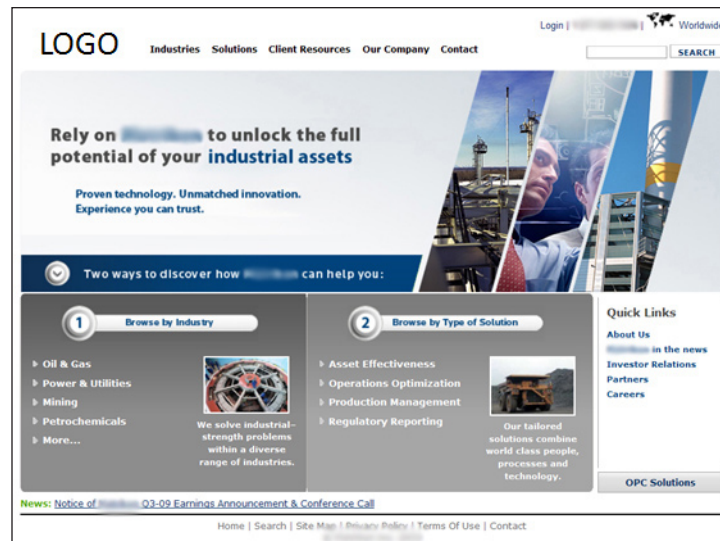 LOGO
Login | | Worldwide
Industries Solutions Client Resources Our Company Contact
SEARCH
Rely on to unlock the full
potential of your industrial assets
Proven technology. Unmatched innovation.
Experience you can trust.
Two ways to discover how can help you:
1 Browse by Industry
Oil & Gas
Power & Utilities
Mining
Petrochemicals
More...
We solve industrial-
strength problems
within a diverse
range of industries.
2 Browse by Type of Solution
Asset Effectiveness
Operations Optimization
Production Management
Regulatory Reporting
Our tailored
solutions combine
world class people,
processes and
technology.
Quick Links
About Us
in the news
Investor Relations
Partners
Careers
OPC Solutions
News: Notice of Q3-09 Earnings Announcement & Conference Call
Home | Search | Site Map | Privacy Policy | Terms Of Use | Contact